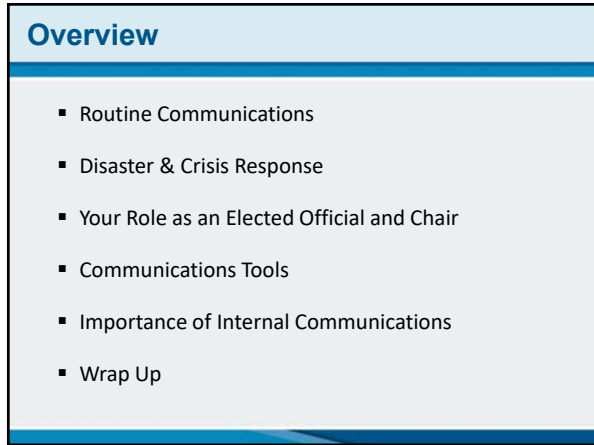 Overview
▪ Routine Communications
▪ Disaster & Crisis Response
▪ Your Role as an Elected Official and Chair
▪ Communications Tools
▪ Importance of Internal Communications
▪ Wrap Up